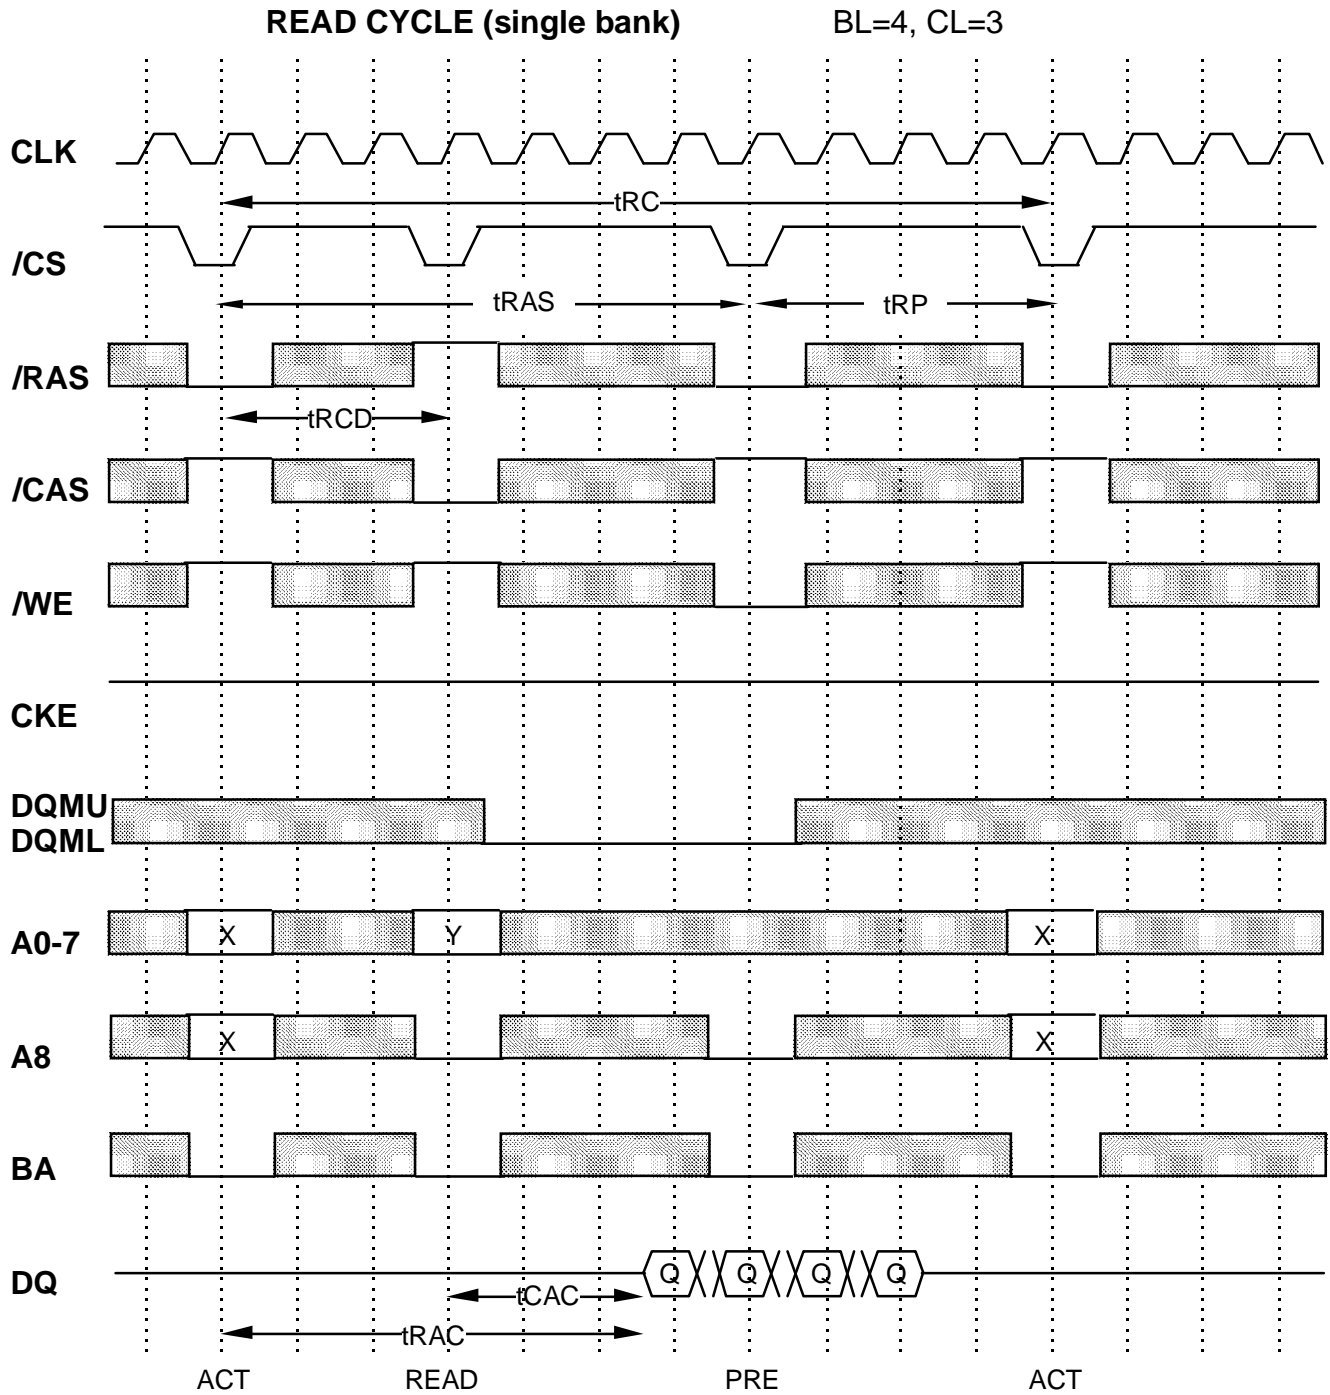 READ CYCLE (single bank) BL=4, CL=3
CLK
tRC
/CS
tRAS tRP
/RAS
tRCD
/CAS
/WE
CKE
DQMU
DQML
A0-7 X Y X
A8 X X
BA
DQ Q Q Q Q
tCAC
tRAC
ACT READ PRE ACT